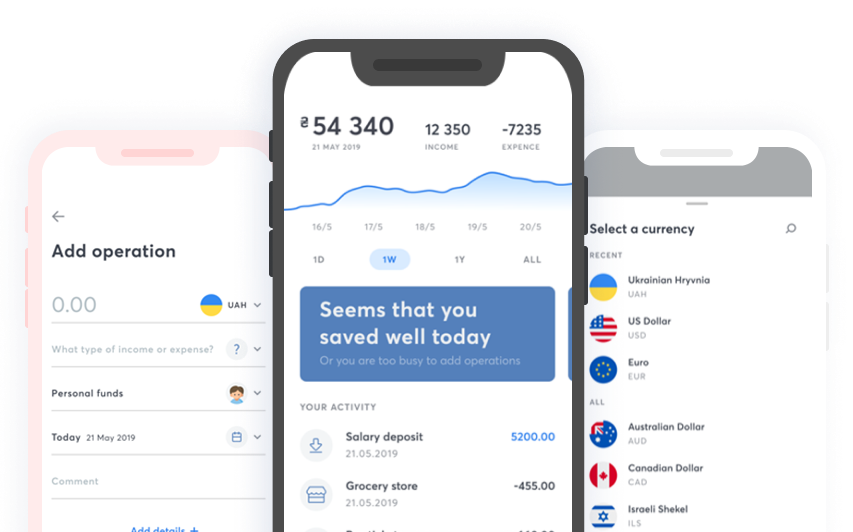 Add operation
0.00
UAH
What type of income or expense?
?
Personal funds
Today 21 May 2019
Comment
Add details +
₴54 340
21 MAY 2019
12 350
INCOME
-7235
EXPENCE
16/5 17/5 18/5 19/5 20/5
1D 1W 1Y ALL
Seems that you
saved well today
Or you are too busy to add operations
YOUR ACTIVITY
Salary deposit 5200.00
21.05.2019
Grocery store -455.00
21.05.2019
Select a currency
RECENT
Ukrainian Hryvnia
UAH
US Dollar
USD
Euro
EUR
ALL
Australian Dollar
AUD
Canadian Dollar
CAD
Israeli Shekel
ILS